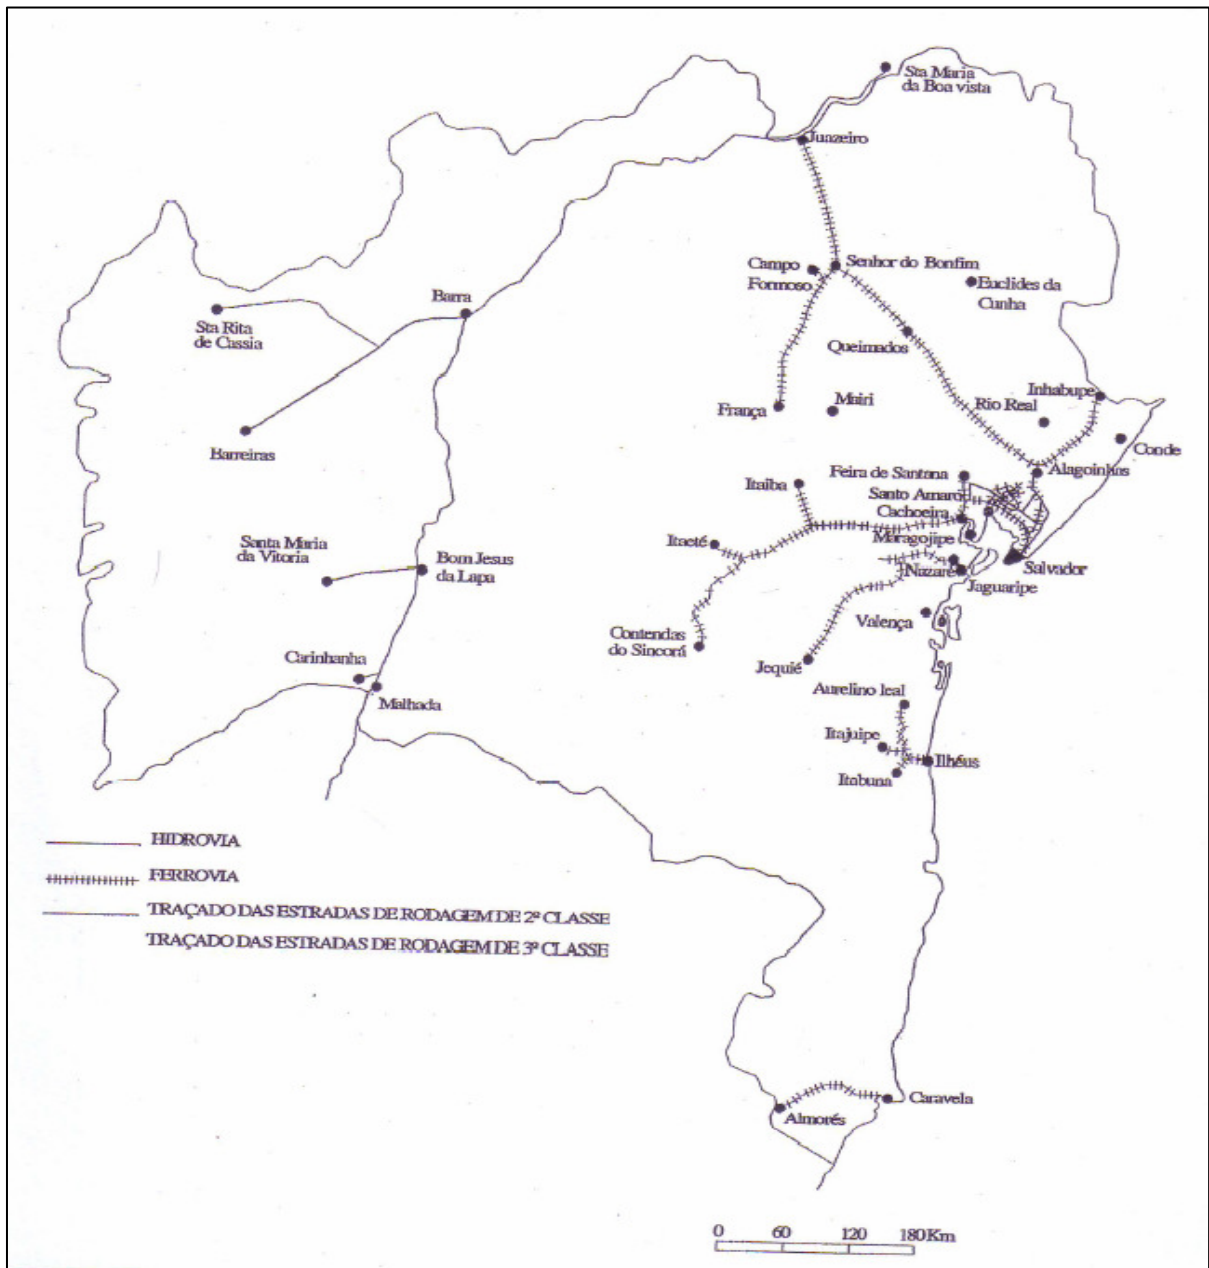 Sta Maria
da Boa vista
Juazeiro
Senhor do Bonfim
Campo
Formoso
Euclides da
Cunha
Barra
Sta Rita
de Cassia
Queimados
Inhabupe
Rio Real
França
Mairi
Conde
Barreiras
Feira de Santana
Alagoinhas
Itaiba
Santo Amaro
Cachoeira
Maragojipe
Itaeté
Santa Maria
da Vitoria
Bom Jesus
da Lapa
Nazaré
Salvador
Jaguaripe
Valença
Contendas
do Sincorá
Jequié
Carinhanha
Malhada
Aurelino leal
Itajuipe
Ilhéus
Itabuna
HIDROVIA
FERROVIA
TRAÇADO DAS ESTRADAS DE RODAGEM DE 2ª CLASSE
TRAÇADO DAS ESTRADAS DE RODAGEM DE 3ª CLASSE
Caravela
Almorés
0 60 120 180 Km